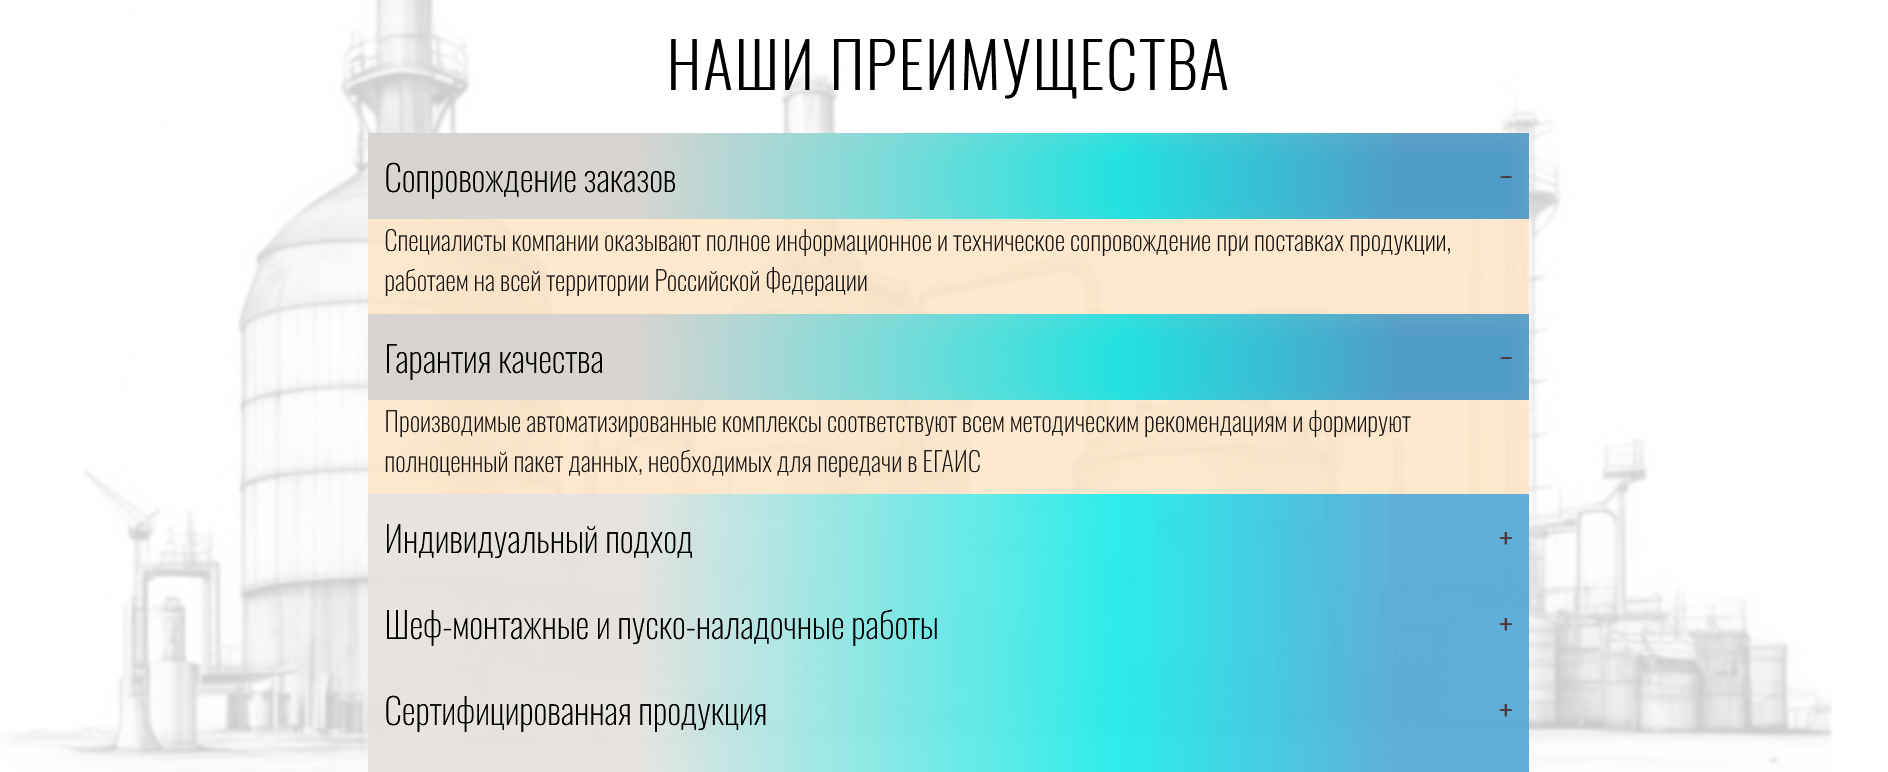 НАШИ ПРЕИМУЩЕСТВА
Сопровождение заказов −
Специалисты компании оказывают полное информационное и техническое сопровождение при поставках продукции,
работаем на всей территории Российской Федерации
Гарантия качества −
Производимые автоматизированные комплексы соответствуют всем методическим рекомендациям и формируют
полноценный пакет данных, необходимых для передачи в ЕГАИС
Индивидуальный подход +
Шеф-монтажные и пуско-наладочные работы +
Сертифицированная продукция +